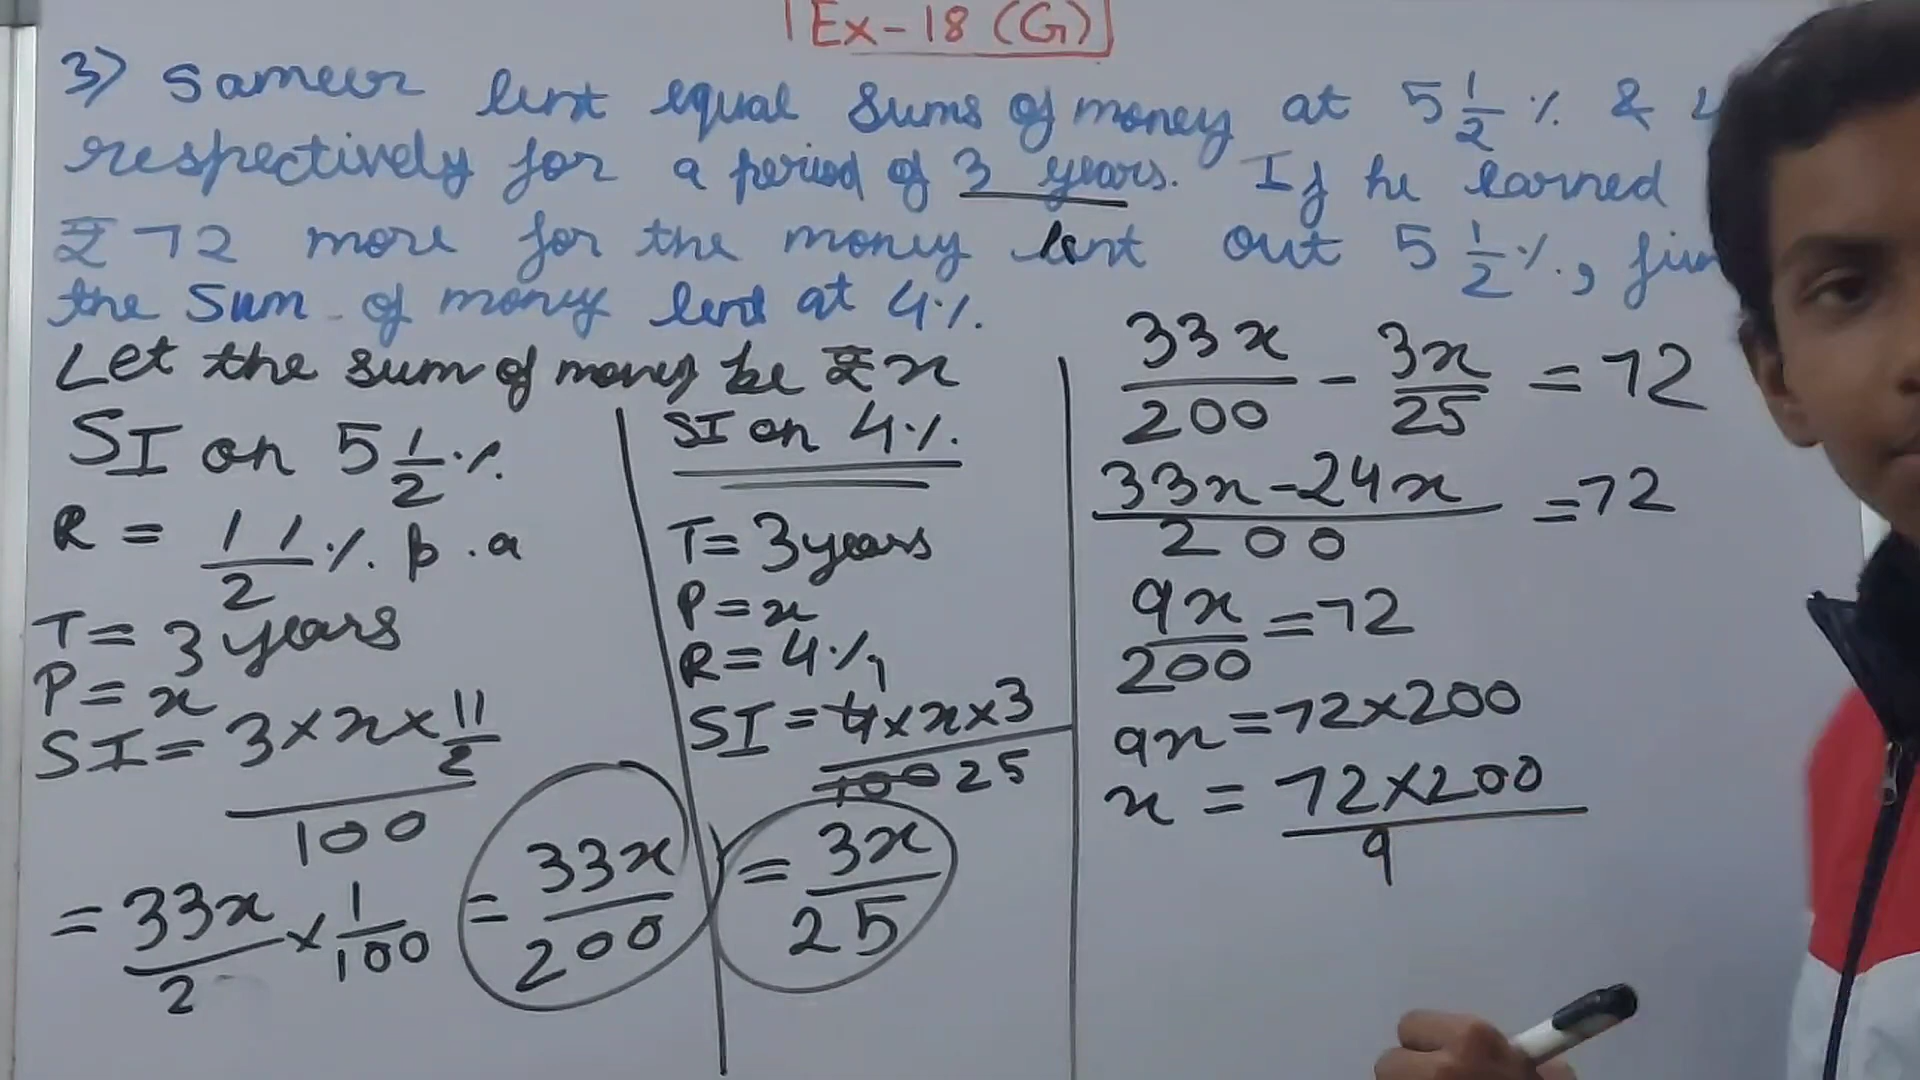 Ex-18 (G)
3) Sameer lent equal sums of money at 5 1/2 % & 4
respectively for a period of 3 years. If he earned
₹ 72 more for the money lent out 5 1/2 %, fin
the sum of money lent at 4%.
Let the sum of money be ₹ x
SI on 5 1/2 %
R = 11/2 % p.a
T = 3 years
P = x
SI = 3 × x × 11/2
100
= 33x/2 × 1/100 = 33x/200
SI on 4%
T = 3 years
P = x
R = 4%
SI = 4 × x × 3
100 25
= 3x/25
33x/200 - 3x/25 = 72
33x - 24x/200 = 72
9x/200 = 72
9x = 72 × 200
x = 72 × 200
9